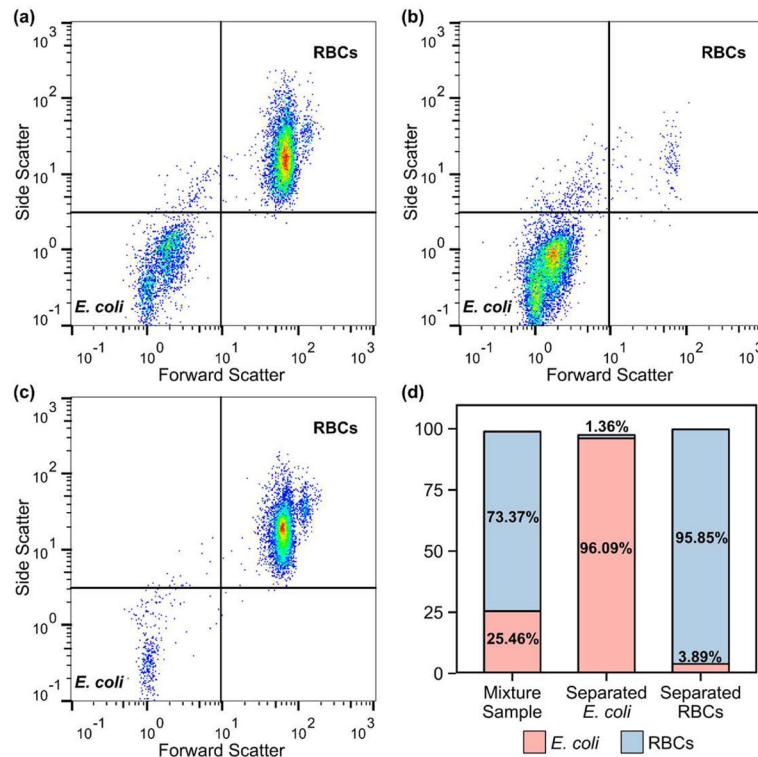 (a)
10³
10²
10¹
10⁰
10⁻¹
Side Scatter
RBCs
E. coli
10⁻¹ 10⁰ 10¹ 10² 10³
Forward Scatter
(b)
10³
10²
10¹
10⁰
10⁻¹
Side Scatter
RBCs
E. coli
10⁻¹ 10⁰ 10 10² 10³
Forward Scatter
(c)
10³
10²
10¹
10⁰
10⁻¹
Side Scatter
RBCs
E. coli
10⁻¹ 10⁰ 10¹ 10² 10³
Forward Scatter
(d)
100
75
50
25
0
1.36%
73.37%
96.09%
95.85%
25.46%
3.89%
Mixture
Sample
Separated
E. coli
Separated
RBCs
E. coli
RBCs